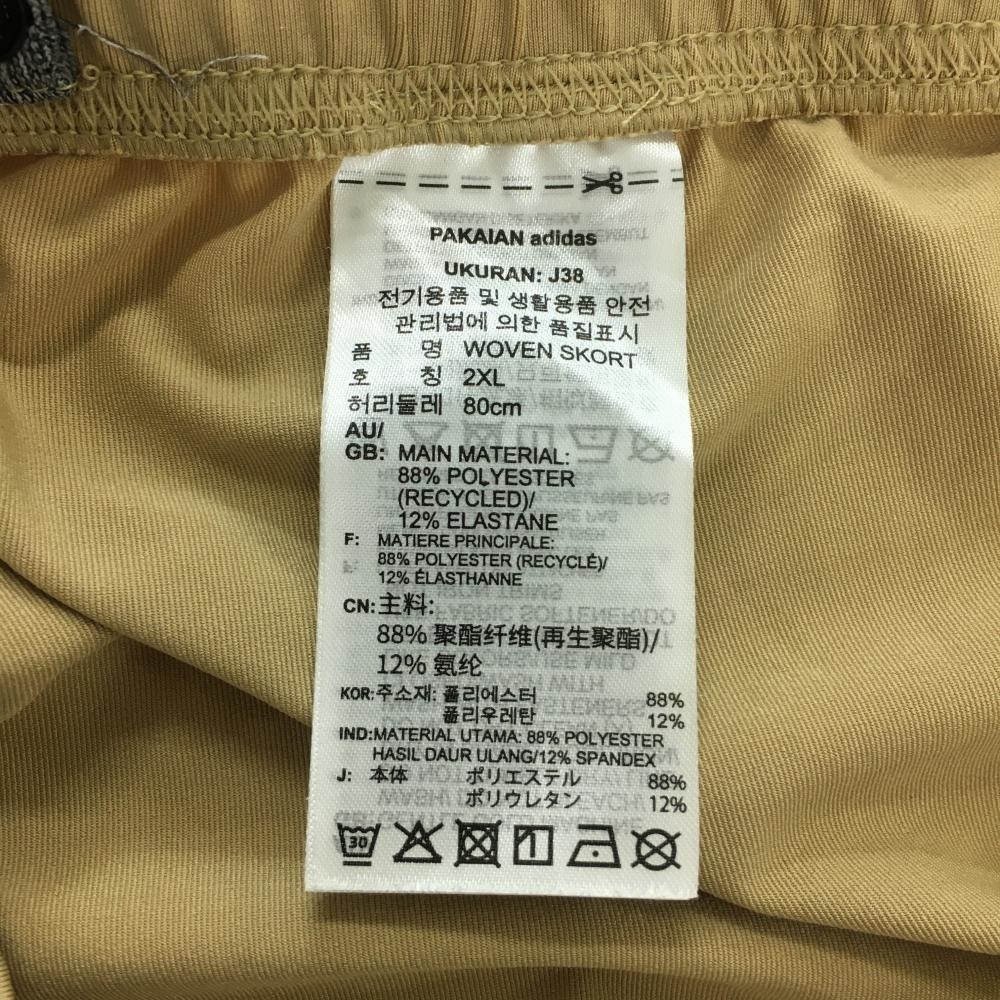 PAKAIAN adidas
UKURAN: J38
전기용품 및 생활용품 안전
관리법에 의한 품질표시
품 명 WOVEN SKORT
호 칭 2XL
허리둘레 80cm
AU/
GB: MAIN MATERIAL:
88% POLYESTER
(RECYCLED)/
12% ELASTANE
F: MATIERE PRINCIPALE:
88% POLYESTER (RECYCLÉ)/
12% ÉLASTHANNE
CN:主料:
88% 聚酯纤维(再生聚酯)/
12% 氨纶
KOR:주소재: 폴리에스터 88%
폴리우레탄 12%
IND:MATERIAL UTAMA: 88% POLYESTER
HASIL DAUR ULANG/12% SPANDEX
J: 本体 ポリエステル 88%
ポリウレタン 12%
30